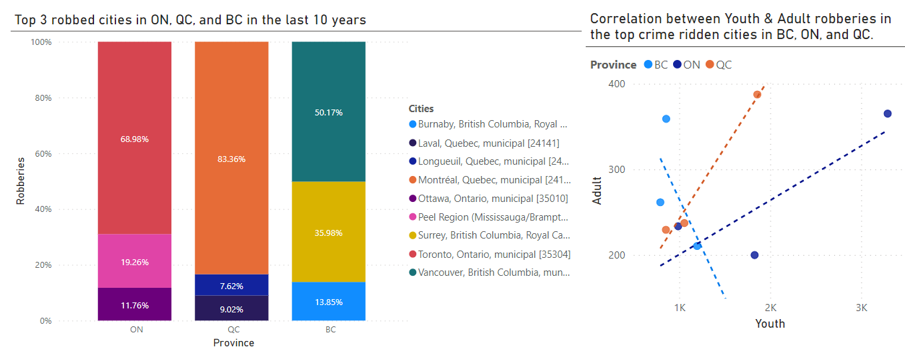 Top 3 robbed cities in ON, QC, and BC in the last 10 years
Robberies
100%
80%
60%
40%
20%
0%
68.98%
19.26%
11.76%
83.36%
7.62%
9.02%
50.17%
35.98%
13.85%
ON
QC
BC
Province
Cities
Burnaby, British Columbia, Royal ...
Laval, Quebec, municipal [24141]
Longueuil, Quebec, municipal [24...
Montréal, Quebec, municipal [241...
Ottawa, Ontario, municipal [35010]
Peel Region (Mississauga/Brampt...
Surrey, British Columbia, Royal Ca...
Toronto, Ontario, municipal [35304]
Vancouver, British Columbia, mun...
Correlation between Youth & Adult robberies in
the top crime ridden cities in BC, ON, and QC.
Province BC ON QC
Adult
400
300
200
1K
2K
3K
Youth